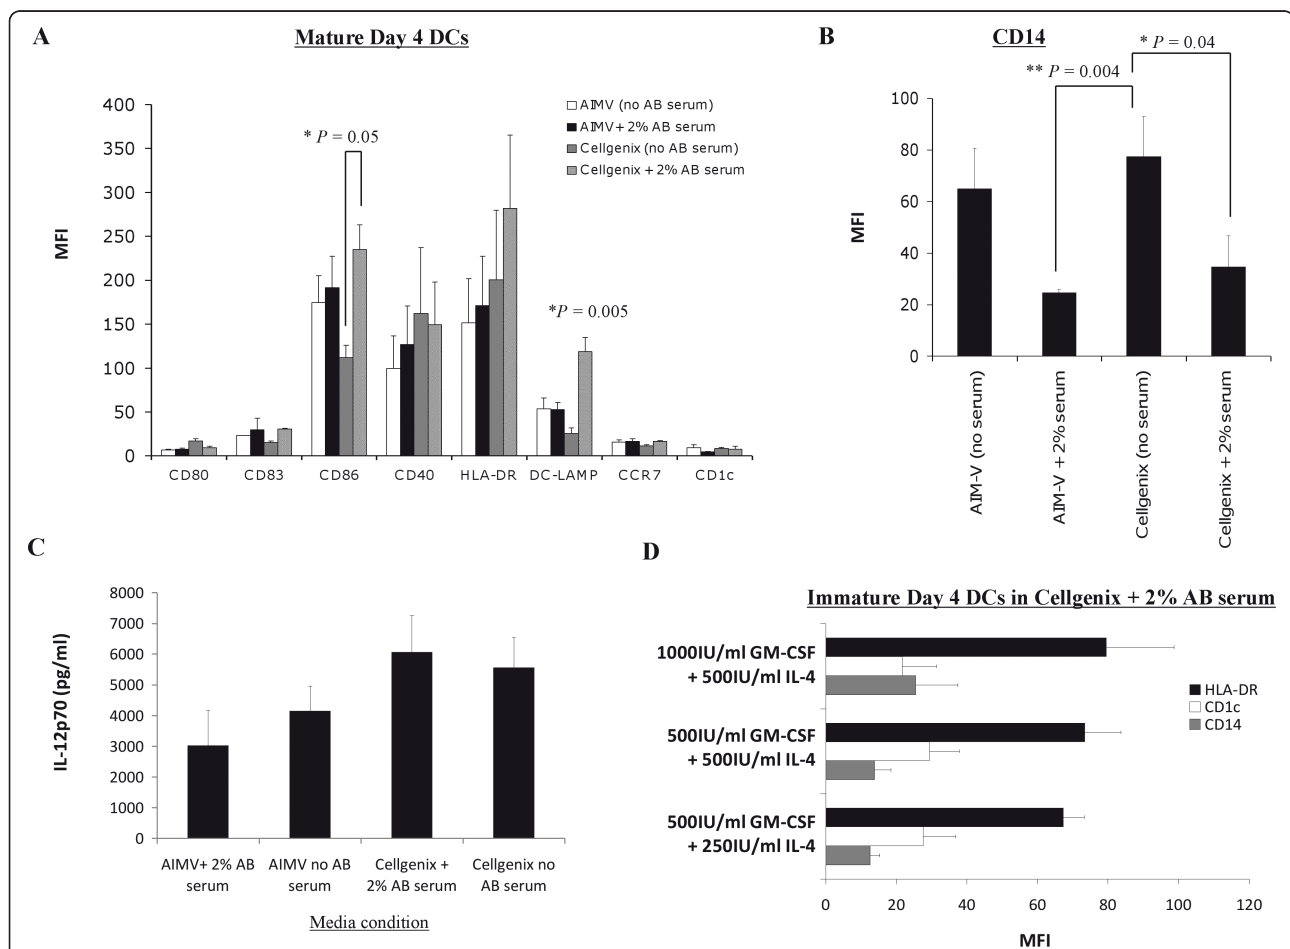 A
Mature Day 4 DCs
400
350
300
250
200
150
100
50
0
MFI
* P = 0.05
*P = 0.005
AIMV (no AB serum)
AIMV + 2% AB serum
Cellgenix (no AB serum)
Cellgenix + 2% AB serum
CD80 CD83 CD86 CD40 HLA-DR DC-LAMP CCR7 CD1c
B
CD14
* P = 0.04
** P = 0.004
100
80
60
40
20
0
MFI
AIM-V (no serum)
AIM-V + 2% serum
Cellgenix (no serum)
Cellgenix + 2% serum
C
8000
7000
6000
5000
4000
3000
2000
1000
0
IL-12p70 (pg/ml)
AIMV+ 2% AB serum
AIMV no AB serum
Cellgenix + 2% AB serum
Cellgenix no AB serum
Media condition
D
Immature Day 4 DCs in Cellgenix + 2% AB serum
1000IU/ml GM-CSF
+ 500IU/ml IL-4
500IU/ml GM-CSF
+ 500IU/ml IL-4
500IU/ml GM-CSF
+ 250IU/ml IL-4
HLA-DR
CD1c
CD14
0 20 40 60 80 100 120
MFI